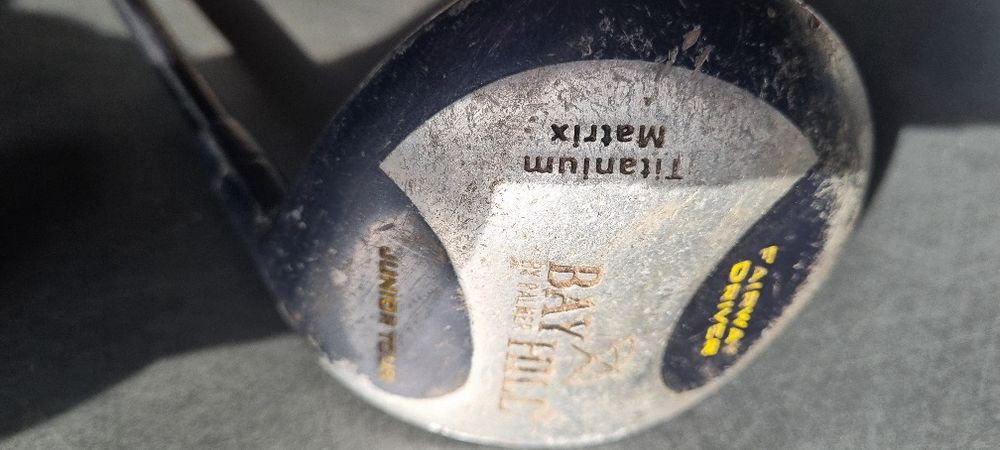 Titanium
Matrix
BAY HILL
BY PALMER
JUNIOR TOUR
FAIRWAY
DRIVER